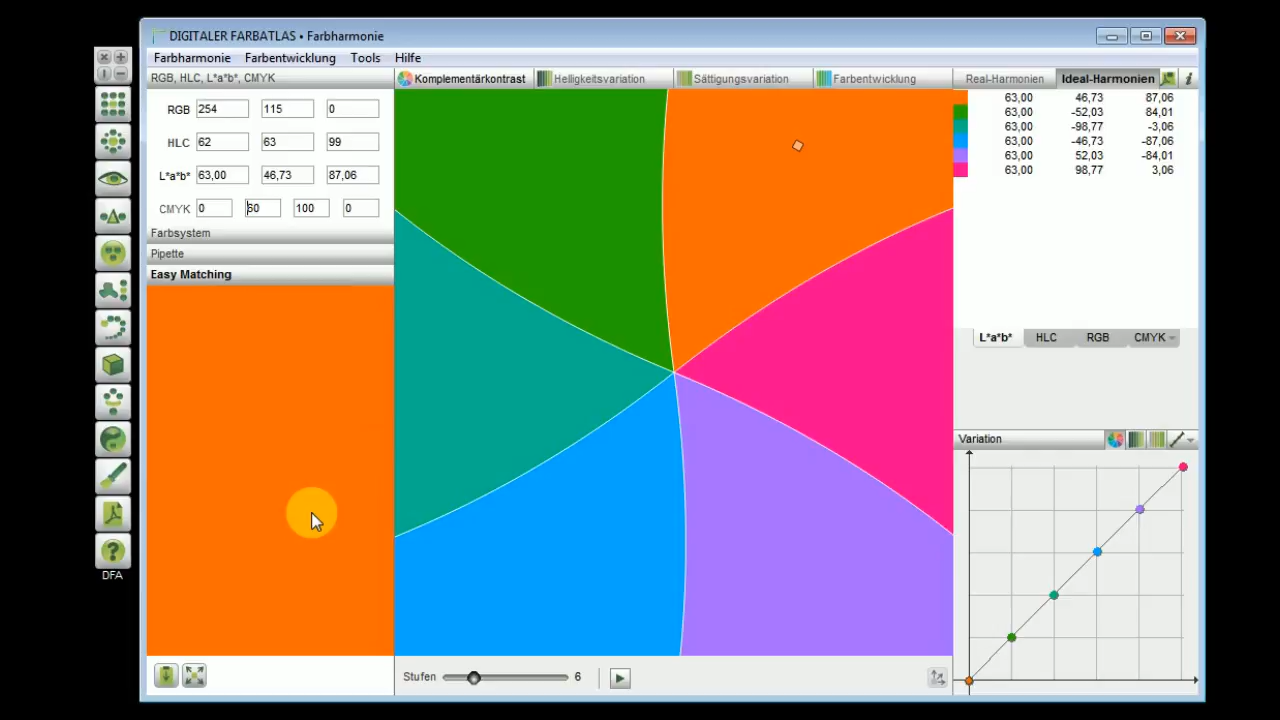 DIGITALER FARBATLAS • Farbharmonie
Farbharmonie Farbentwicklung Tools Hilfe
RGB, HLC, L*a*b*, CMYK
RGB 254 115 0
HLC 62 63 99
L*a*b* 63,00 46,73 87,06
CMYK 0 60 100 0
Farbsystem
Pipette
Easy Matching
Komplementärkontrast Helligkeitsvariation Sättigungsvariation Farbentwicklung
Stufen 6
Real-Harmonien Ideal-Harmonien i
63,00 46,73 87,06
63,00 -52,03 84,01
63,00 -98,77 -3,06
63,00 -46,73 -87,06
63,00 52,03 -84,01
63,00 98,77 3,06
L*a*b* HLC RGB CMYK
Variation
DFA